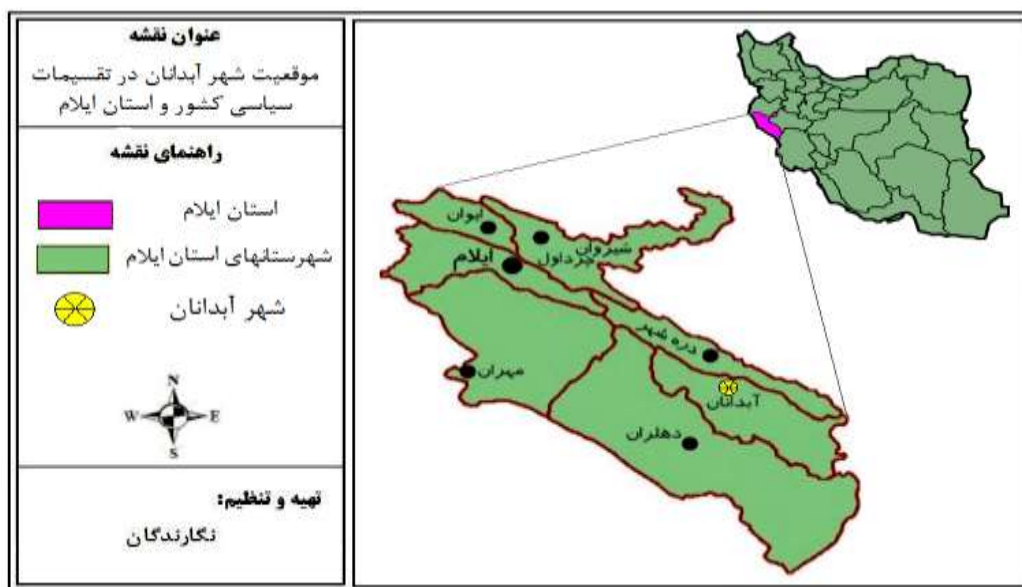 عنوان نقشه
موقعیت شهر آبدانان در تقسیمات
سیاسی کشور و استان ایلام
راهنمای نقشه
استان ایلام
شهرستانهای استان ایلام
شهر آبدانان
N
W E
S
تهیه و تنظیم:
نگارندگان
ایوان
شیروان
چرداول
ایلام
دره شهر
مهران
آبدانان
دهلران